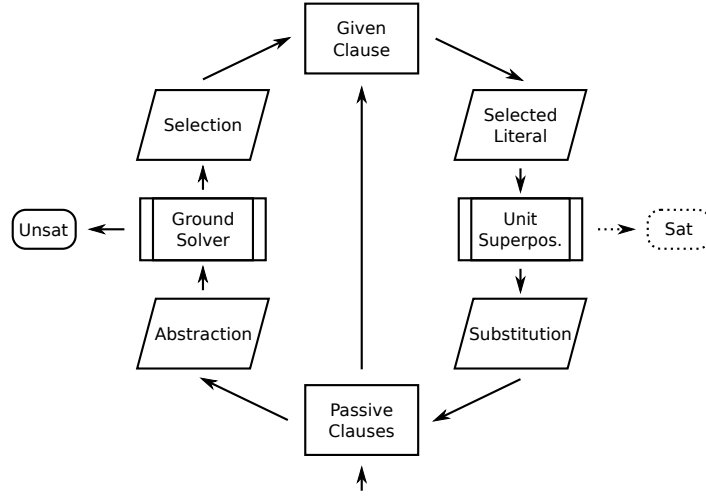 Given
Clause
Selection
Selected
Literal
Unsat
Ground
Solver
Unit
Superpos.
Sat
Abstraction
Substitution
Passive
Clauses